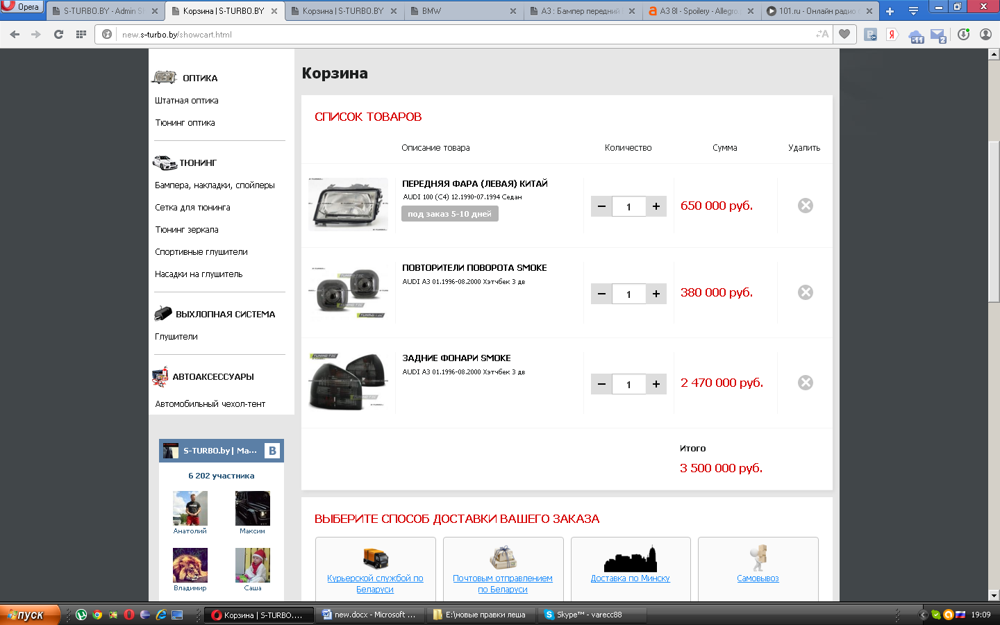 Opera
S-TURBO.BY - Admin S
Корзина | S-TURBO.BY
Корзина | S-TURBO.BY
BMW
A3 : Бампер передний
A3 8l - Spoilery - Allegro.
101.ru - Онлайн радио
new.s-turbo.by/showcart.html
11
2
ОПТИКА
Штатная оптика
Тюнинг оптика
ТЮНИНГ
Бампера, накладки, спойлеры
Сетка для тюнинга
Тюнинг зеркала
Спортивные глушители
Насадки на глушитель
ВЫХЛОПНАЯ СИСТЕМА
Глушители
АВТОАКСЕССУАРЫ
Автомобильный чехол-тент
S-TURBO.by | Ма...
B
6 202 участника
Анатолий
Максим
Владимир
Саша
Корзина
СПИСОК ТОВАРОВ
Описание товара
Количество
Сумма
Удалить
ПЕРЕДНЯЯ ФАРА (ЛЕВАЯ) КИТАЙ
AUDI 100 (C4) 12.1990-07.1994 Седан
под заказ 5-10 дней
1
650 000 руб.
ПОВТОРИТЕЛИ ПОВОРОТА SMOKE
AUDI A3 01.1996-08.2000 Хэтчбек 3 дв
1
380 000 руб.
TUNING-TEC
ЗАДНИЕ ФОНАРИ SMOKE
AUDI A3 01.1996-08.2000 Хэтчбек 3 дв
1
2 470 000 руб.
TUNING-TEC
Итого
3 500 000 руб.
ВЫБЕРИТЕ СПОСОБ ДОСТАВКИ ВАШЕГО ЗАКАЗА
Курьерской службой по
Беларуси
Почтовым отправлением
по Беларуси
Доставка по Минску
Самовывоз
пуск
Корзина | S-TURBO....
new.docx - Microsoft ...
E:\новые правки леша
Skype™ - varecc88
19:09